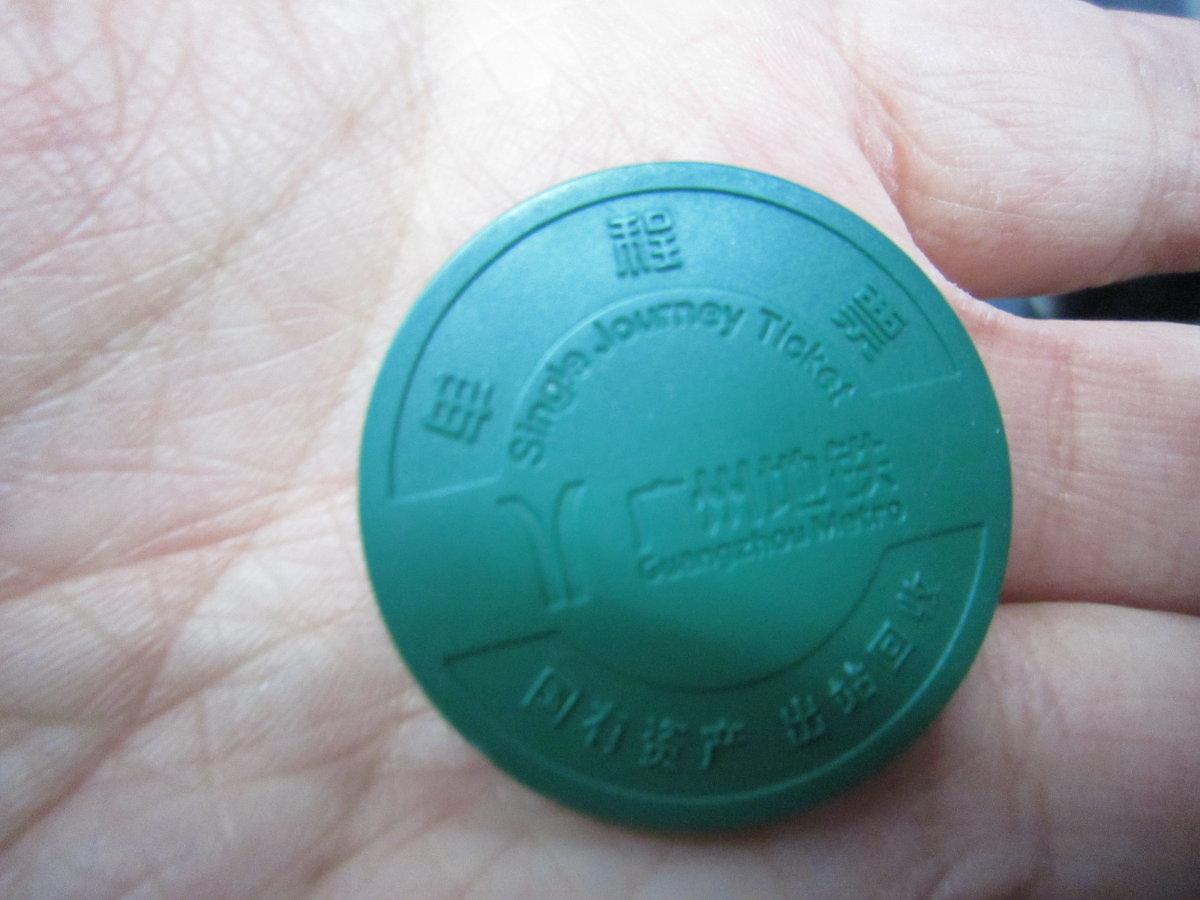 单程票
Single Journey Ticket
广州地铁
Guangzhou Metro
国有资产 出站回收